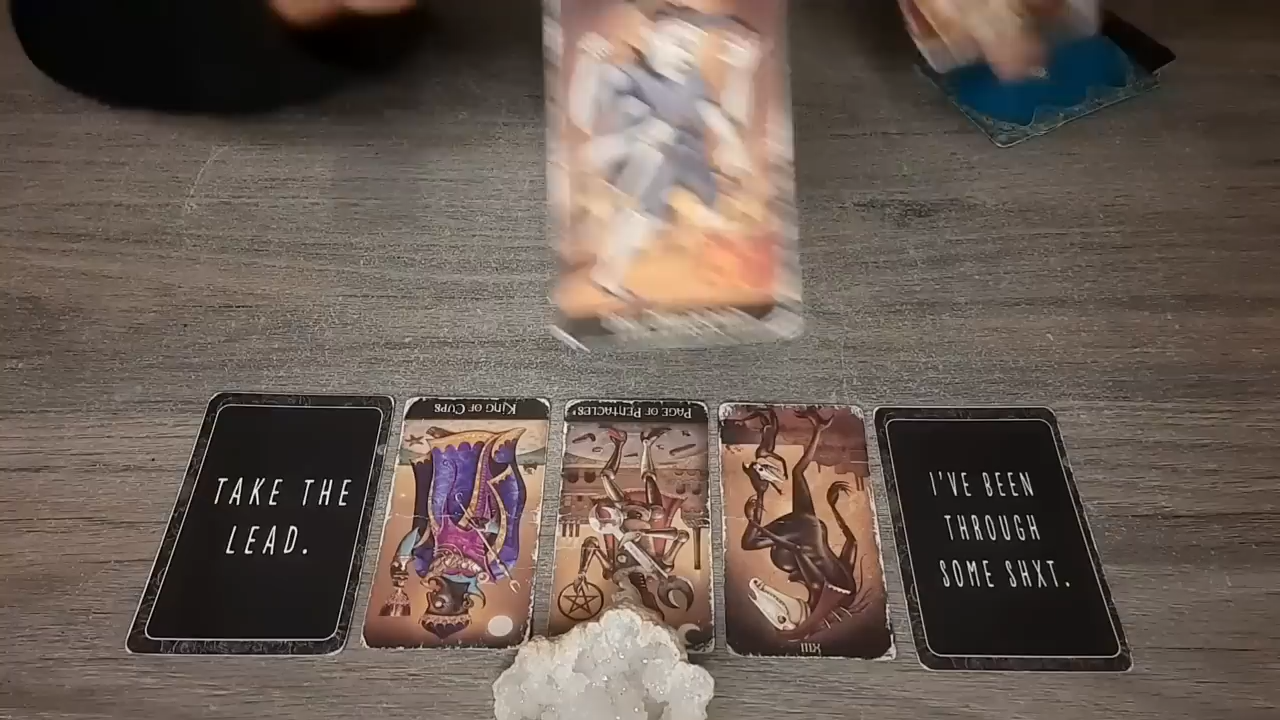 TAKE THE
LEAD.
KING OF CUPS
PAGE OF PENTACLES
XIII
I'VE BEEN
THROUGH
SOME SHXT.